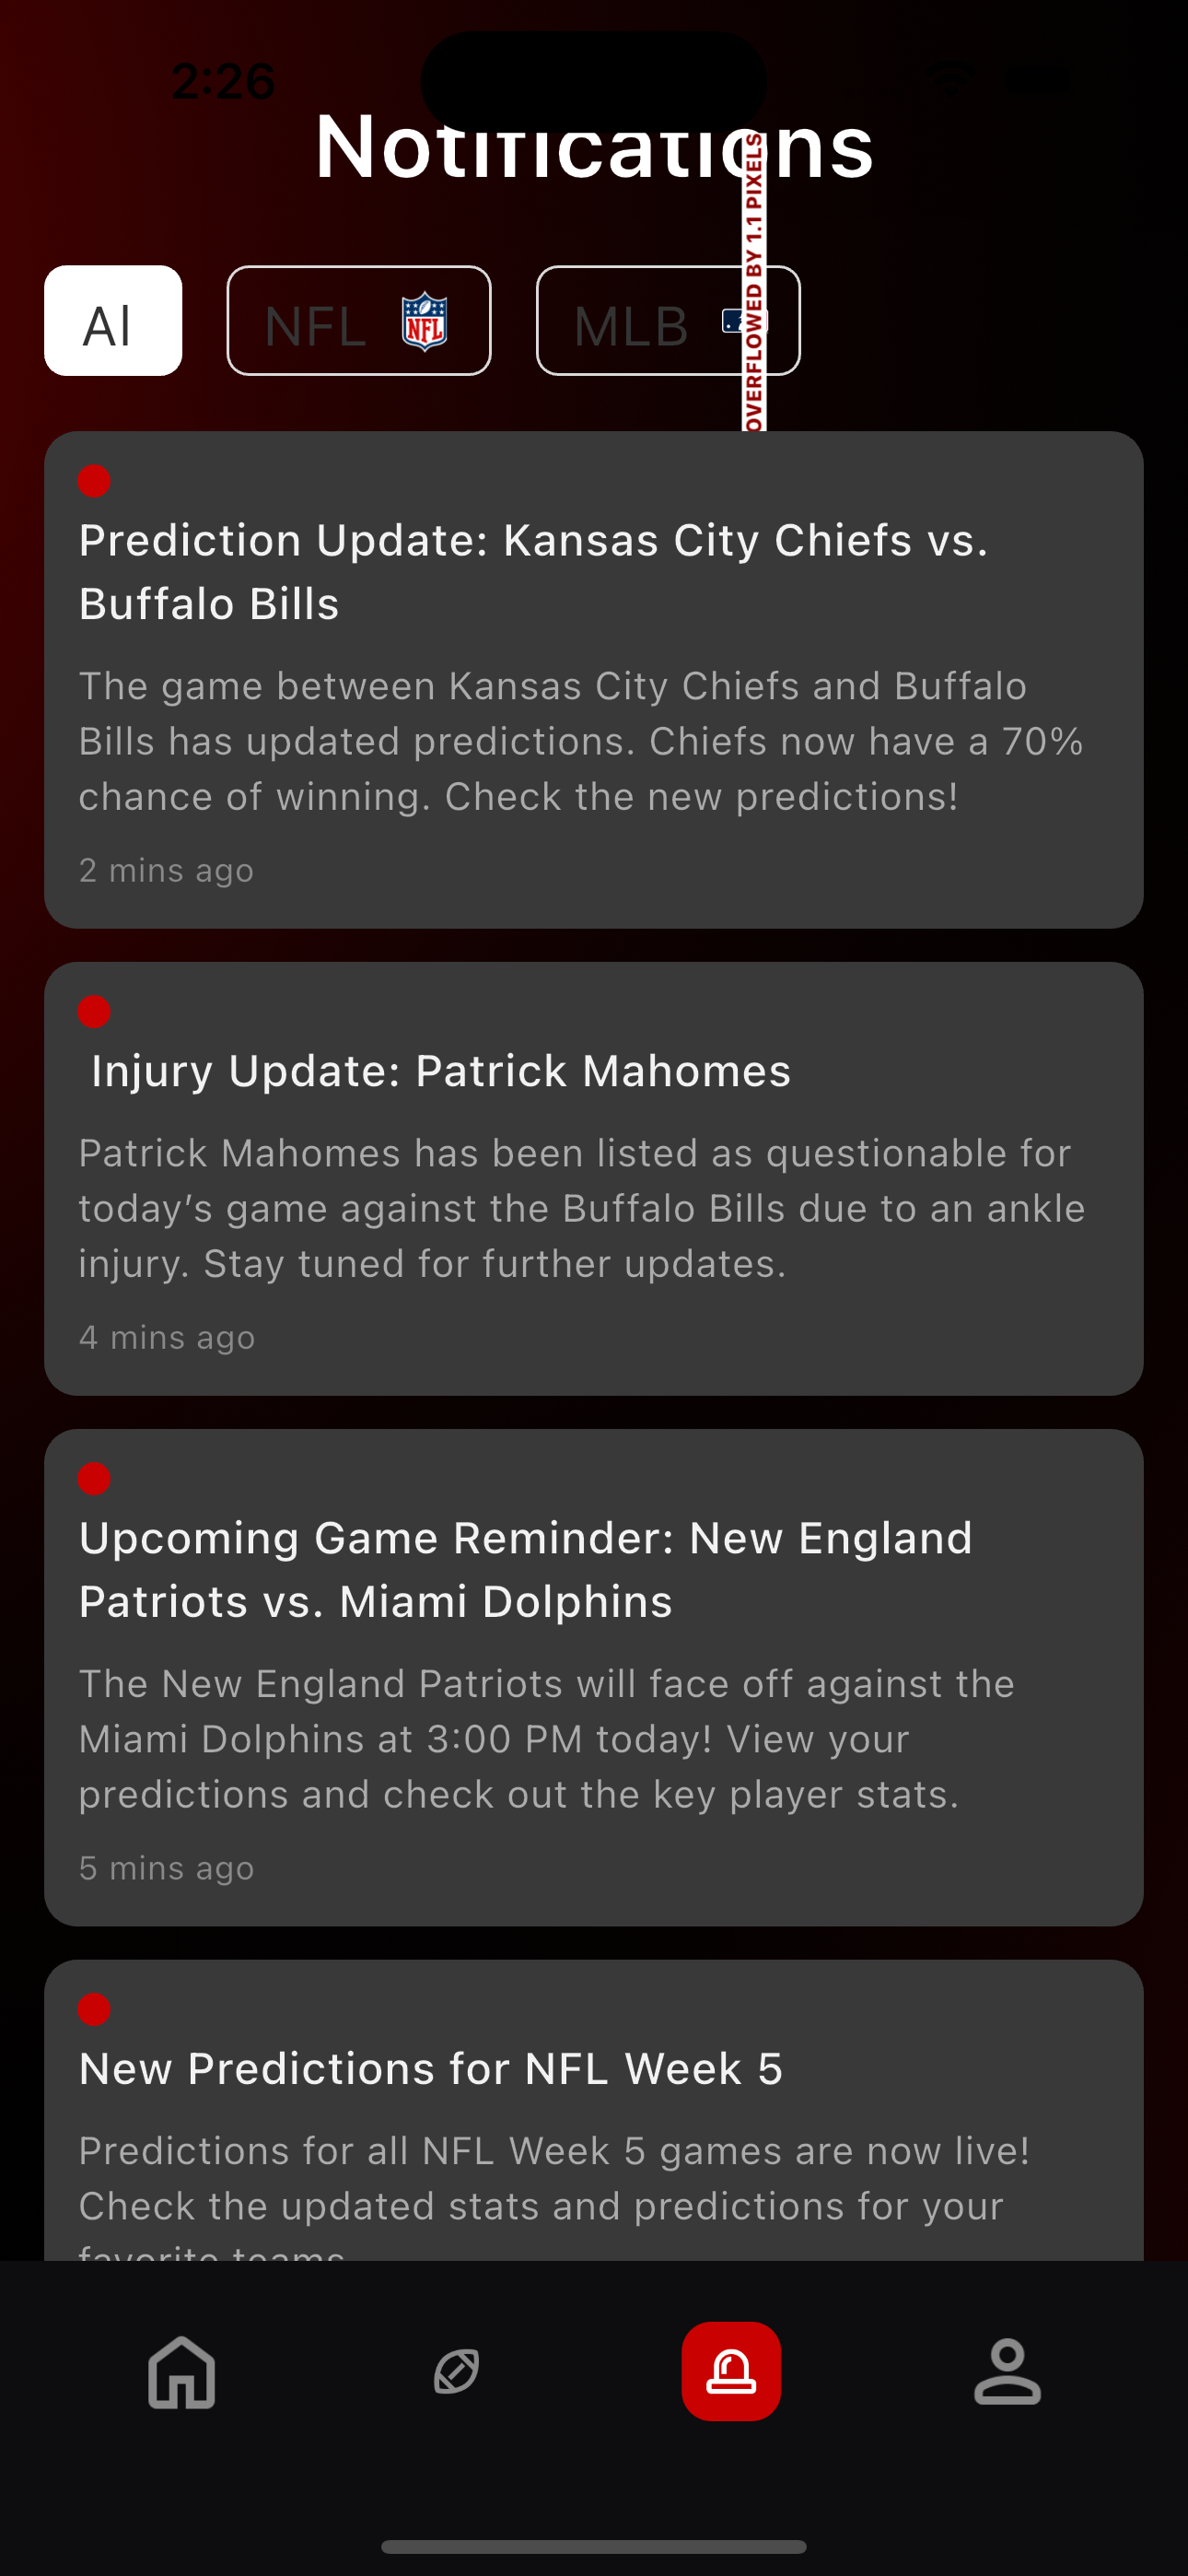 2:26
Notifications
OVERFLOWED BY 1.1 PIXELS
Al
NFL
NFL
MLB
Prediction Update: Kansas City Chiefs vs.
Buffalo Bills
The game between Kansas City Chiefs and Buffalo
Bills has updated predictions. Chiefs now have a 70%
chance of winning. Check the new predictions!
2 mins ago
Injury Update: Patrick Mahomes
Patrick Mahomes has been listed as questionable for
today’s game against the Buffalo Bills due to an ankle
injury. Stay tuned for further updates.
4 mins ago
Upcoming Game Reminder: New England
Patriots vs. Miami Dolphins
The New England Patriots will face off against the
Miami Dolphins at 3:00 PM today! View your
predictions and check out the key player stats.
5 mins ago
New Predictions for NFL Week 5
Predictions for all NFL Week 5 games are now live!
Check the updated stats and predictions for your
favorite teams